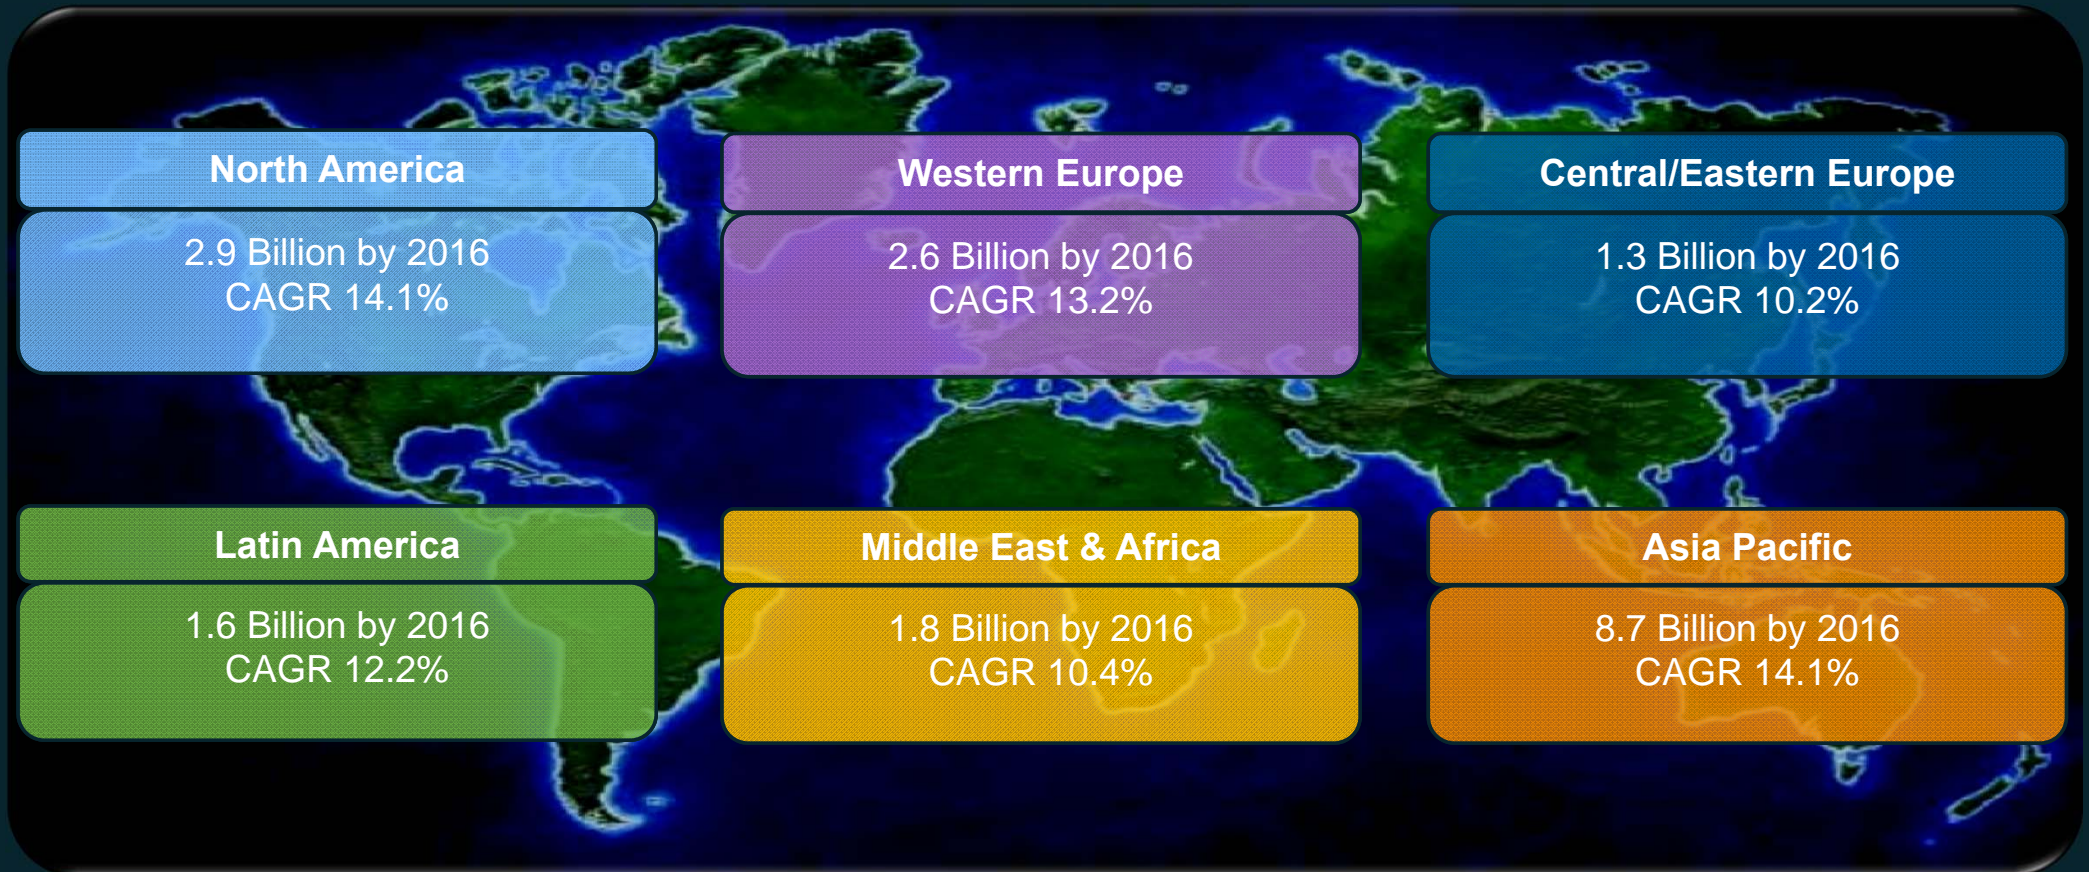 North America
2.9 Billion by 2016
CAGR 14.1%
Western Europe
2.6 Billion by 2016
CAGR 13.2%
Central/Eastern Europe
1.3 Billion by 2016
CAGR 10.2%
Latin America
1.6 Billion by 2016
CAGR 12.2%
Middle East & Africa
1.8 Billion by 2016
CAGR 10.4%
Asia Pacific
8.7 Billion by 2016
CAGR 14.1%